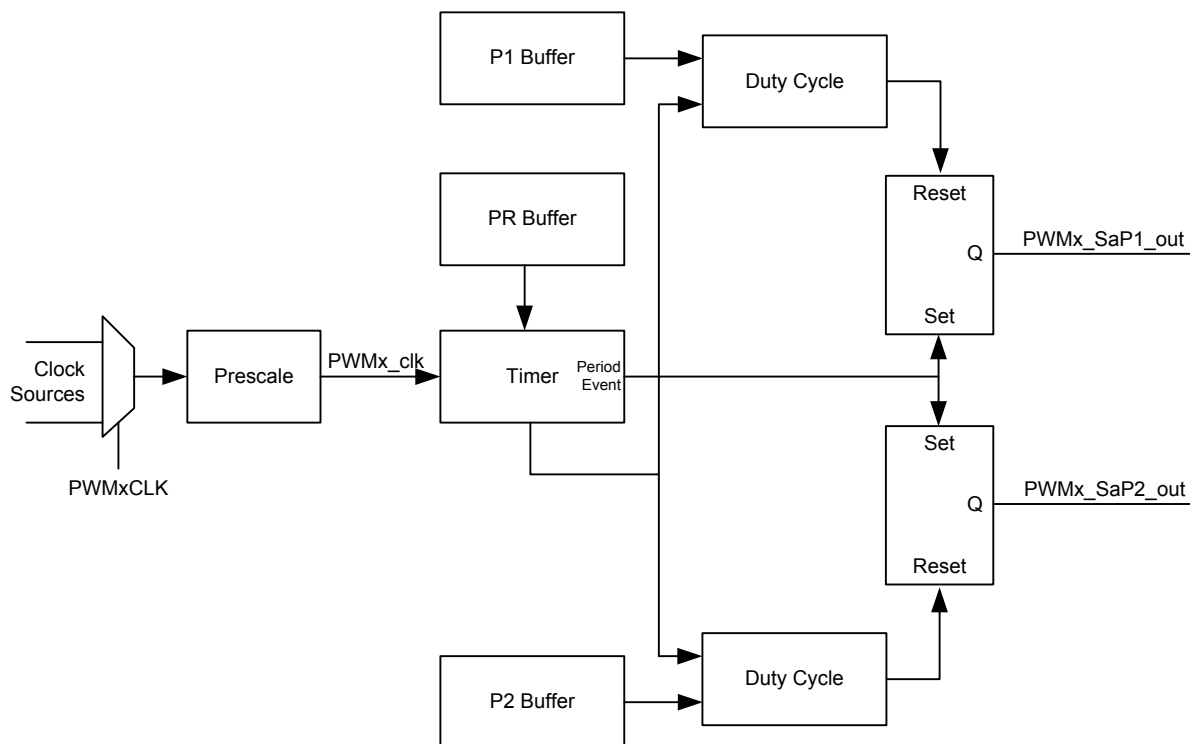 P1 Buffer
Duty Cycle
PR Buffer
Reset
Q
PWMx_SaP1_out
Set
Clock
Sources
Prescale
PWMx_clk
Timer
Period
Event
PWMxCLK
Set
Q
PWMx_SaP2_out
Reset
Duty Cycle
P2 Buffer